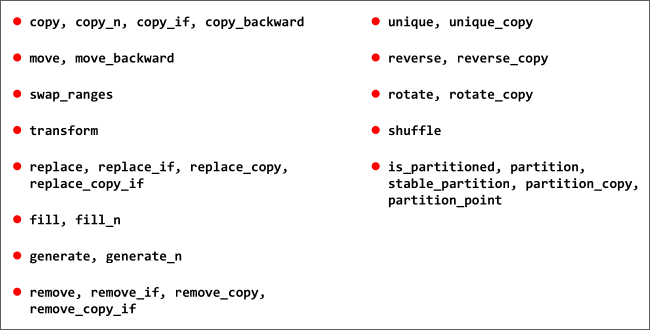 copy, copy_n, copy_if, copy_backward
move, move_backward
swap_ranges
transform
replace, replace_if, replace_copy,
replace_copy_if
fill, fill_n
generate, generate_n
remove, remove_if, remove_copy,
remove_copy_if
unique, unique_copy
reverse, reverse_copy
rotate, rotate_copy
shuffle
is_partitioned, partition,
stable_partition, partition_copy,
partition_point